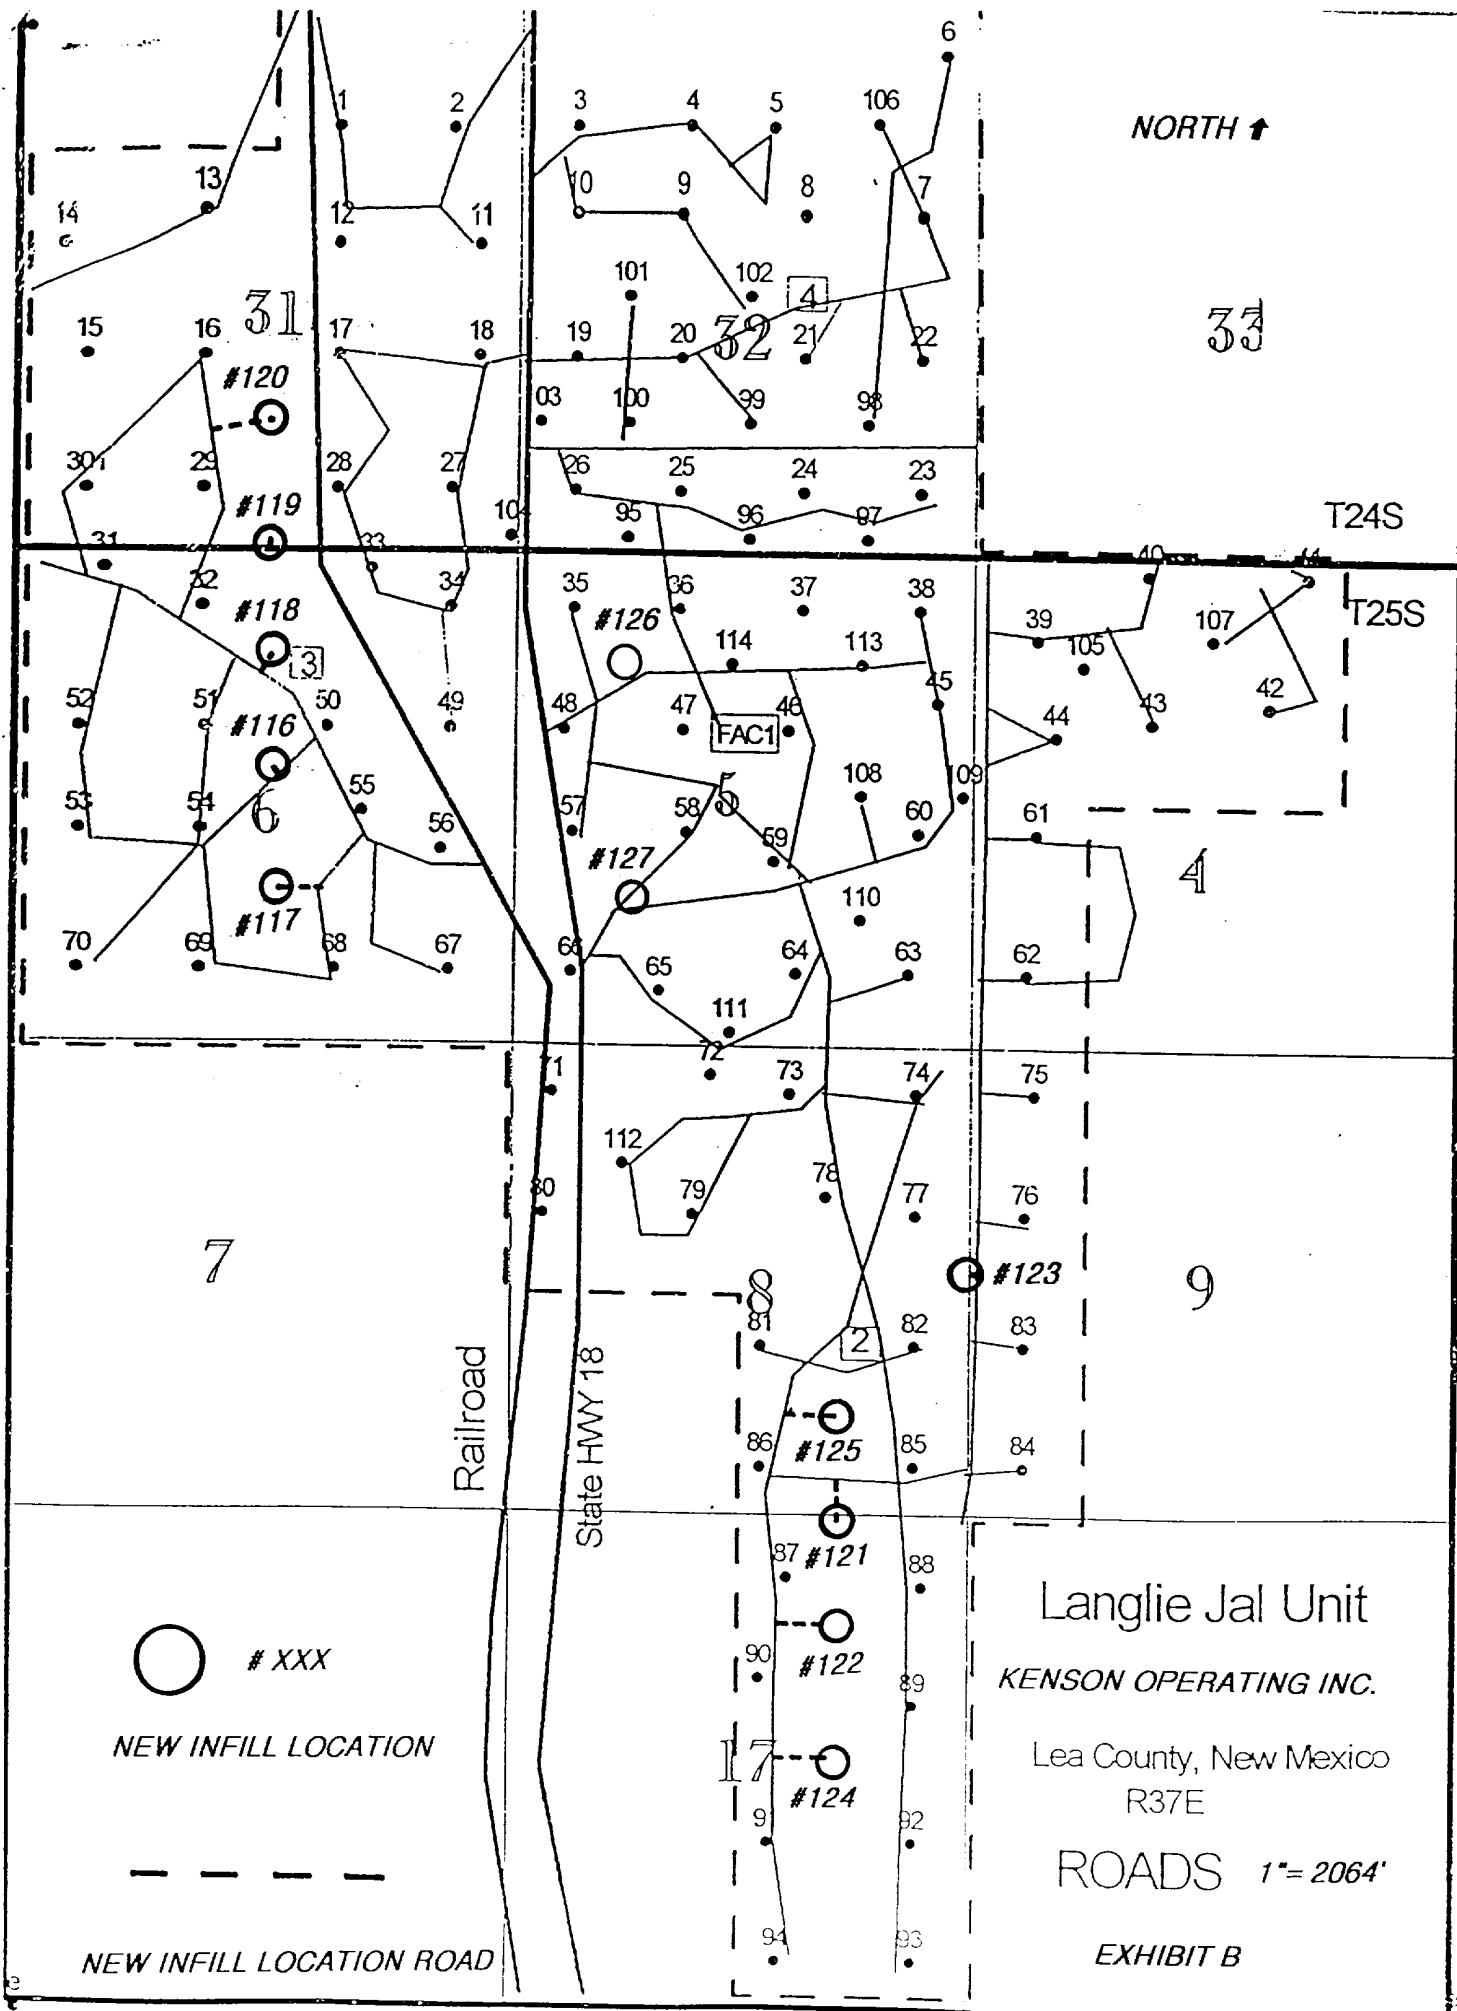 6
1 2 3 4 5 106
NORTH
13 10 9 8 7
14 12 11
101 102 4
31 32 33
15 16 17 18 19 20 21 22
#120
03 100 99 98
29 28 27 26 25 24 23
#119
104 95 96 97
T24S
31 33 40
32 34 35 36 37 38
T25S
#118 #126 39 107
3 114 113 105
52 51 50 49 48 47 46 45 44 43 42
FAC1
#116
5
108 109
53 54 55 57 58 60 61
6 56 59
#127
4
110
#117
70 69 68 67 66 65 64 63 62
111
71 72 73 74 75
112
80 79 78 77 76
7 8 9
#123
81 2 82 83
Railroad
State HWY 18
#125
86 85 84
87 #121 88
Langlie Jal Unit
# XXX
90 #122 89
KENSON OPERATING INC.
NEW INFILL LOCATION
17
Lea County, New Mexico
#124
R37E
9 92
ROADS 1"= 2064'
94 93
NEW INFILL LOCATION ROAD
EXHIBIT B